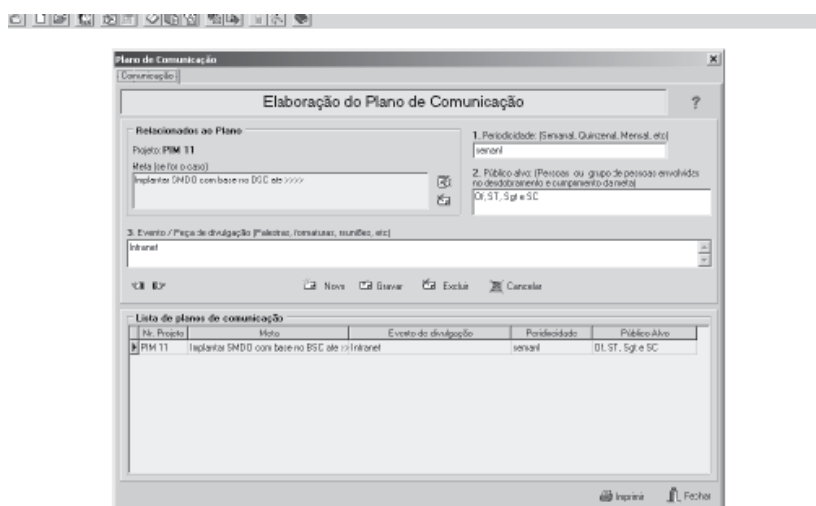 Plano de Comunicação
Comunicação
Elaboração do Plano de Comunicação
?
Relacionados ao Plano
Projeto: PIM 11
Meta (se for o caso)
Implantar SMDO com base no BSC ate >>>>
1. Periodicidade: (Semanal, Quinzenal, Mensal, etc)
semanl
2. Público-alvo: (Pessoas ou grupo de pessoas envolvidas
no desdobramento e cumprimento da meta)
Of, ST, Sgt e SC
3. Evento / Peça de divulgação (Palestras, formaturas, reuniões, etc)
Intranet
Novo Gravar Excluir Cancelar
Lista de planos de comunicação
Nr. Projeto Meta Evento de divulgação Peridiocidade Público-Alvo
PIM 11 Implantar SMDO com base no BSC ate >> Intranet semanl Of, ST, Sgt e SC
Imprimir Fechar